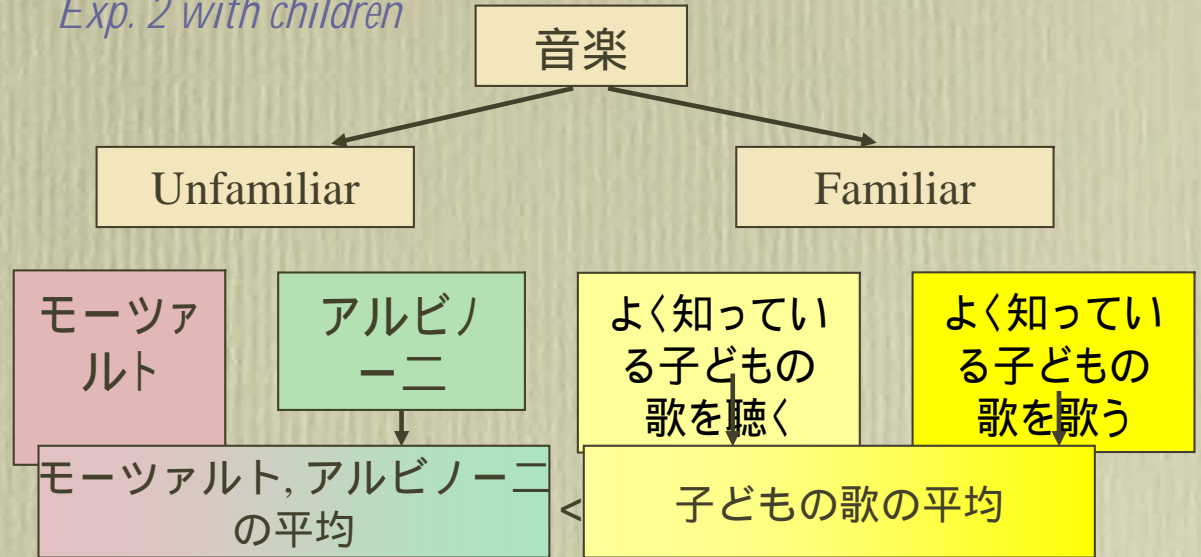 Exp. 2 with children
音楽
Unfamiliar
Familiar
モーツァ
ルト
アルビノ
ーニ
よく知ってい
る子どもの
歌を聴く
よく知ってい
る子どもの
歌を歌う
モーツァルト, アルビノーニ
の平均
<
子どもの歌の平均